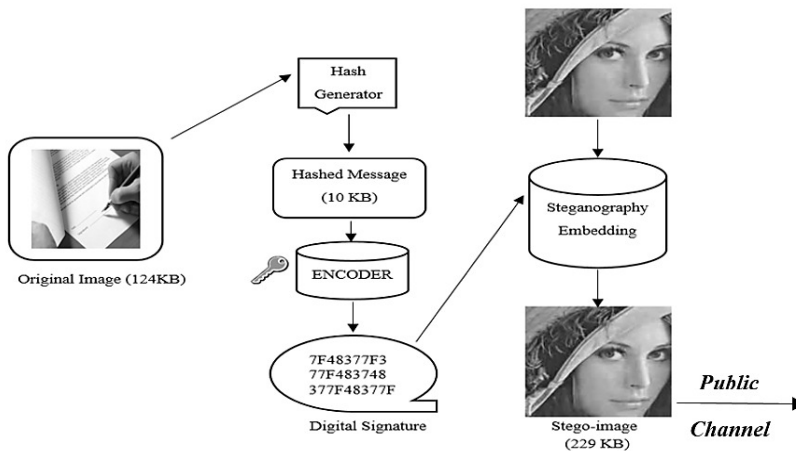 Hash
Generator
Hashed Message
(10 KB)
Original Image (124KB)
ENCODER
7F48377F3
77F483748
377F48377F
Digital Signature
Steganography
Embedding
Stego-image
(229 KB)
Public
Channel